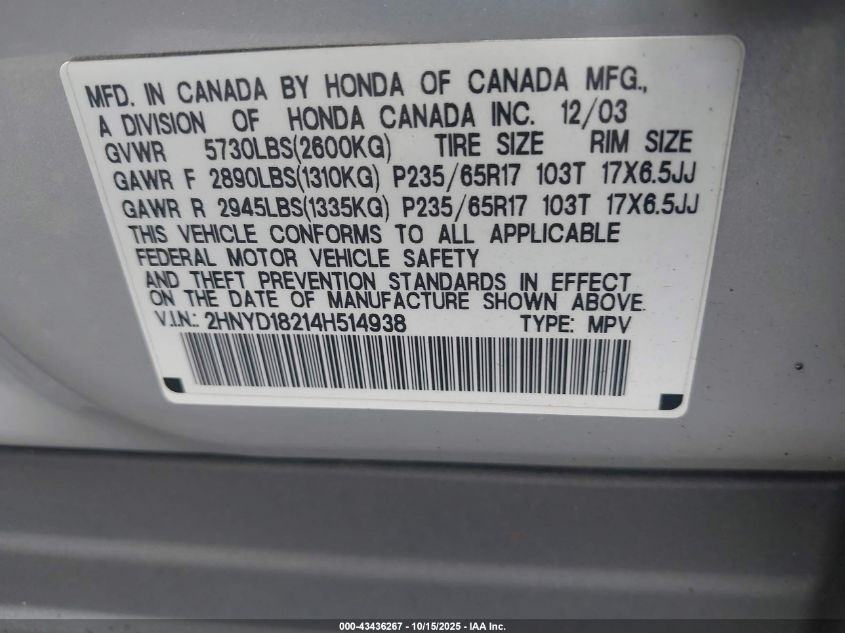 MFD. IN CANADA BY HONDA OF CANADA MFG.,
A DIVISION OF HONDA CANADA INC. 12/03
GVWR 5730LBS(2600KG) TIRE SIZE RIM SIZE
GAWR F 2890LBS(1310KG) P235/65R17 103T 17X6.5JJ
GAWR R 2945LBS(1335KG) P235/65R17 103T 17X6.5JJ
THIS VEHICLE CONFORMS TO ALL APPLICABLE
FEDERAL MOTOR VEHICLE SAFETY
AND THEFT PREVENTION STANDARDS IN EFFECT
ON THE DATE OF MANUFACTURE SHOWN ABOVE.
V.I.N.: 2HNYD18214H514938 TYPE: MPV
000-43436267 - 10/15/2025 - IAA Inc.